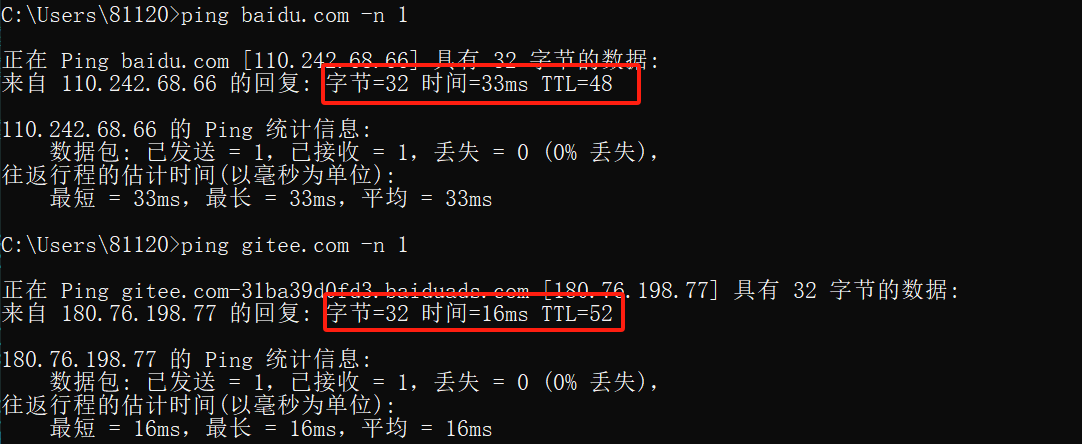 C:\Users\81120>ping baidu.com -n 1
正在 Ping baidu.com [110.242.68.66] 具有 32 字节的数据:
来自 110.242.68.66 的回复: 字节=32 时间=33ms TTL=48
110.242.68.66 的 Ping 统计信息:
    数据包: 已发送 = 1，已接收 = 1，丢失 = 0 (0% 丢失)，
往返行程的估计时间(以毫秒为单位):
    最短 = 33ms，最长 = 33ms，平均 = 33ms
C:\Users\81120>ping gitee.com -n 1
正在 Ping gitee.com-31ba39d0fd3.baiduads.com [180.76.198.77] 具有 32 字节的数据:
来自 180.76.198.77 的回复: 字节=32 时间=16ms TTL=52
180.76.198.77 的 Ping 统计信息:
    数据包: 已发送 = 1，已接收 = 1，丢失 = 0 (0% 丢失)，
往返行程的估计时间(以毫秒为单位):
    最短 = 16ms，最长 = 16ms，平均 = 16ms